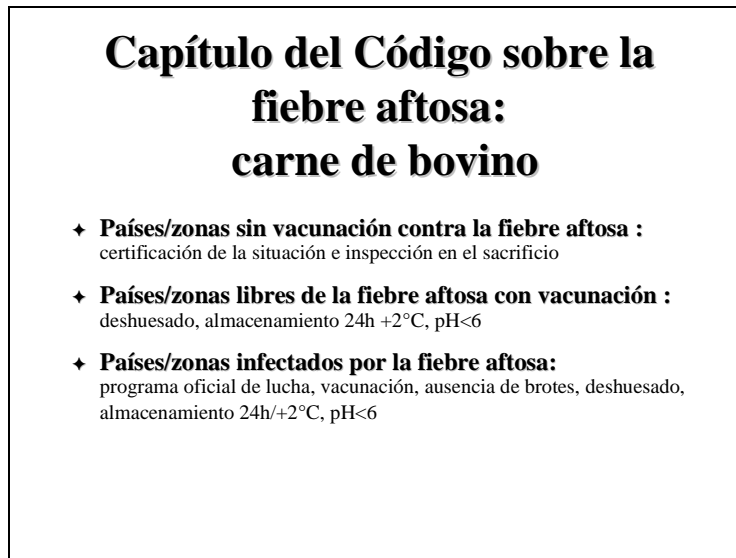 Capítulo del Código sobre la
fiebre aftosa:
carne de bovino
Países/zonas sin vacunación contra la fiebre aftosa :
certificación de la situación e inspección en el sacrificio
Países/zonas libres de la fiebre aftosa con vacunación :
deshuesado, almacenamiento 24h +2°C, pH<6
Países/zonas infectados por la fiebre aftosa:
programa oficial de lucha, vacunación, ausencia de brotes, deshuesado,
almacenamiento 24h/+2°C, pH<6